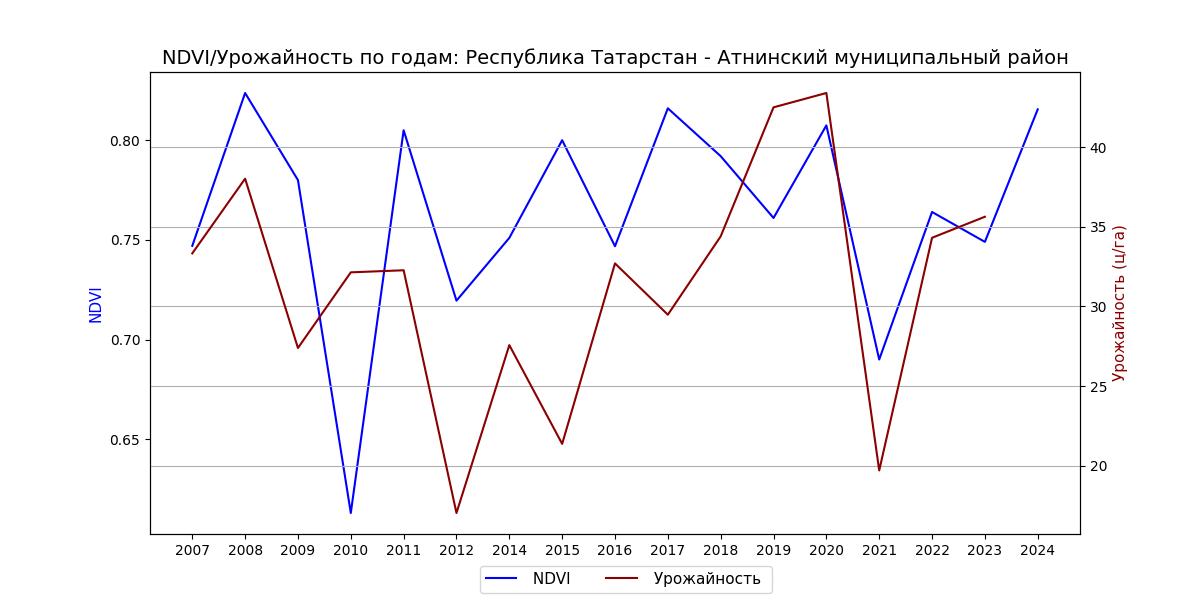 NDVI/Урожайность по годам: Республика Татарстан - Атнинский муниципальный район
0.80
0.75
0.70
0.65
NDVI
40
35
30
25
20
Урожайность (ц/га)
2007 2008 2009 2010 2011 2012 2014 2015 2016 2017 2018 2019 2020 2021 2022 2023 2024
NDVI Урожайность